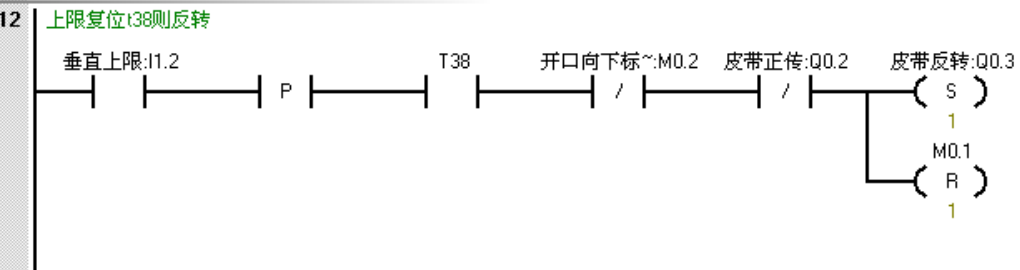 12
上限复位t38则反转
垂直上限:I1.2
T38
开口向下标~:M0.2
皮带正传:Q0.2
皮带反转:Q0.3
P
/
/
S
1
M0.1
R
1